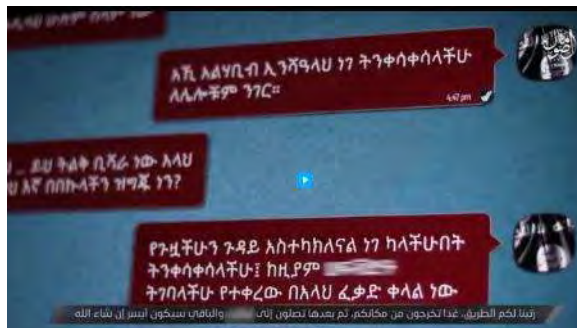 አኺ አልሃቢብ ኢንሻዓላህ ነገ ትንቀሳቀሳላችሁ
ለሌሎቹም ንገር።
4:47 pm
ይህ ትልቅ ቢሻራ ነው አላህ
እኛ በበኩላችን ዝግጁ ነን?
የጉዟችሁን ጉዳይ አስተካክለናል ነገ ካላችሁበት
ትንቀሳቀሳላችሁ፤ ከዚያም
ትገባላችሁ የተቀረው በአላህ ፈቃድ ቀላል ነው
رتبنا لكم الطريق، غدا تخرجون من مكانكم، ثم بعدها تصلون إلى والباقي سيكون أيسر إن شاء الله